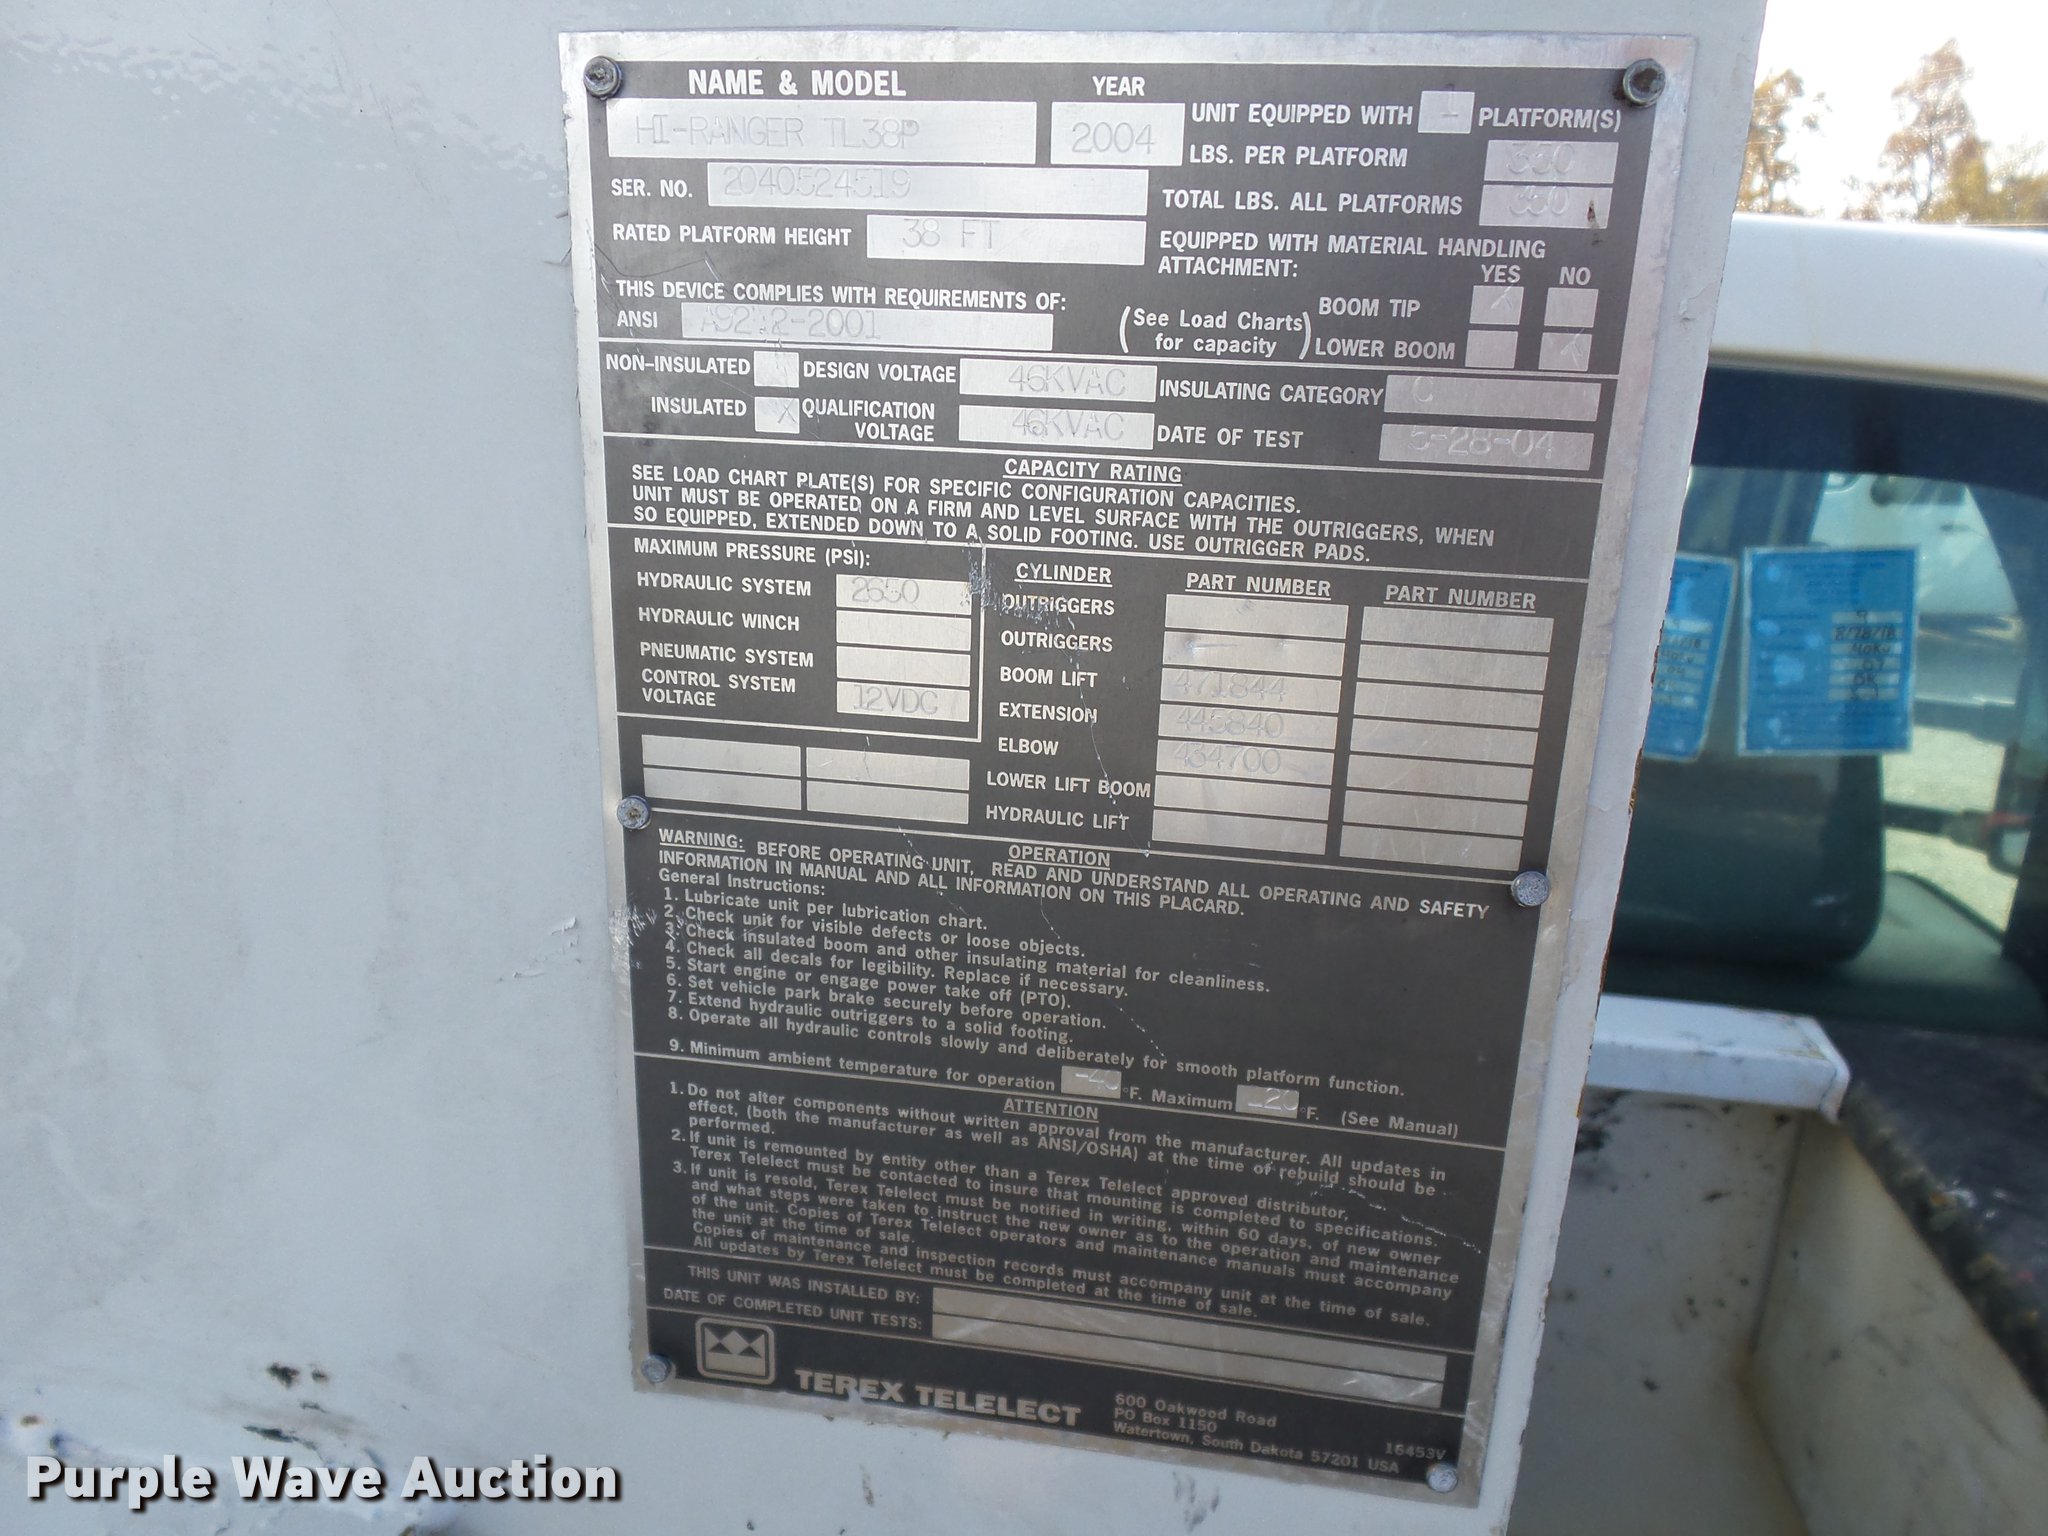 NAME & MODEL YEAR
HI-RANGER TL38P 2004
UNIT EQUIPPED WITH 1 PLATFORM(S)
LBS. PER PLATFORM 350
SER. NO. 2040524519
TOTAL LBS. ALL PLATFORMS 350
RATED PLATFORM HEIGHT 38 FT
EQUIPPED WITH MATERIAL HANDLING
ATTACHMENT: YES NO
THIS DEVICE COMPLIES WITH REQUIREMENTS OF:
ANSI A92.2-2001
(See Load Charts
for capacity)
BOOM TIP X
LOWER BOOM X
NON-INSULATED DESIGN VOLTAGE 46KVAC INSULATING CATEGORY C
INSULATED X QUALIFICATION
VOLTAGE 46KVAC DATE OF TEST 5-28-04
CAPACITY RATING
SEE LOAD CHART PLATE(S) FOR SPECIFIC CONFIGURATION CAPACITIES.
UNIT MUST BE OPERATED ON A FIRM AND LEVEL SURFACE WITH THE OUTRIGGERS, WHEN
SO EQUIPPED, EXTENDED DOWN TO A SOLID FOOTING. USE OUTRIGGER PADS.
MAXIMUM PRESSURE (PSI):
HYDRAULIC SYSTEM 2650
HYDRAULIC WINCH
PNEUMATIC SYSTEM
CONTROL SYSTEM
VOLTAGE 12VDC
CYLINDER PART NUMBER PART NUMBER
OUTRIGGERS
OUTRIGGERS
BOOM LIFT 471844
EXTENSION 445840
ELBOW 434700
LOWER LIFT BOOM
HYDRAULIC LIFT
OPERATION
WARNING: BEFORE OPERATING UNIT, READ AND UNDERSTAND ALL OPERATING AND SAFETY
INFORMATION IN MANUAL AND ALL INFORMATION ON THIS PLACARD.
General Instructions:
1. Lubricate unit per lubrication chart.
2. Check unit for visible defects or loose objects.
3. Check insulated boom and other insulating material for cleanliness.
4. Check all decals for legibility. Replace if necessary.
5. Start engine or engage power take off (PTO).
6. Set vehicle park brake securely before operation.
7. Extend hydraulic outriggers to a solid footing.
8. Operate all hydraulic controls slowly and deliberately for smooth platform function.
9. Minimum ambient temperature for operation -40 °F. Maximum 120 °F. (See Manual)
ATTENTION
1. Do not alter components without written approval from the manufacturer. All updates in
effect, (both the manufacturer as well as ANSI/OSHA) at the time of rebuild should be
performed.
2. If unit is remounted by entity other than a Terex Telelect approved distributor,
Terex Telelect must be contacted to insure that mounting is completed to specifications.
3. If unit is resold, Terex Telelect must be notified in writing, within 60 days, of new owner
and what steps were taken to instruct the new owner as to the operation and maintenance
of the unit. Copies of Terex Telelect operators and maintenance manuals must accompany
the unit at the time of sale.
Copies of maintenance and inspection records must accompany unit at the time of sale.
All updates by Terex Telelect must be completed at the time of sale.
THIS UNIT WAS INSTALLED BY:
DATE OF COMPLETED UNIT TESTS:
TEREX TELELECT
600 Oakwood Road
PO Box 1150
Watertown, South Dakota 57201 USA
16453V
8/28/18
Purple Wave Auction